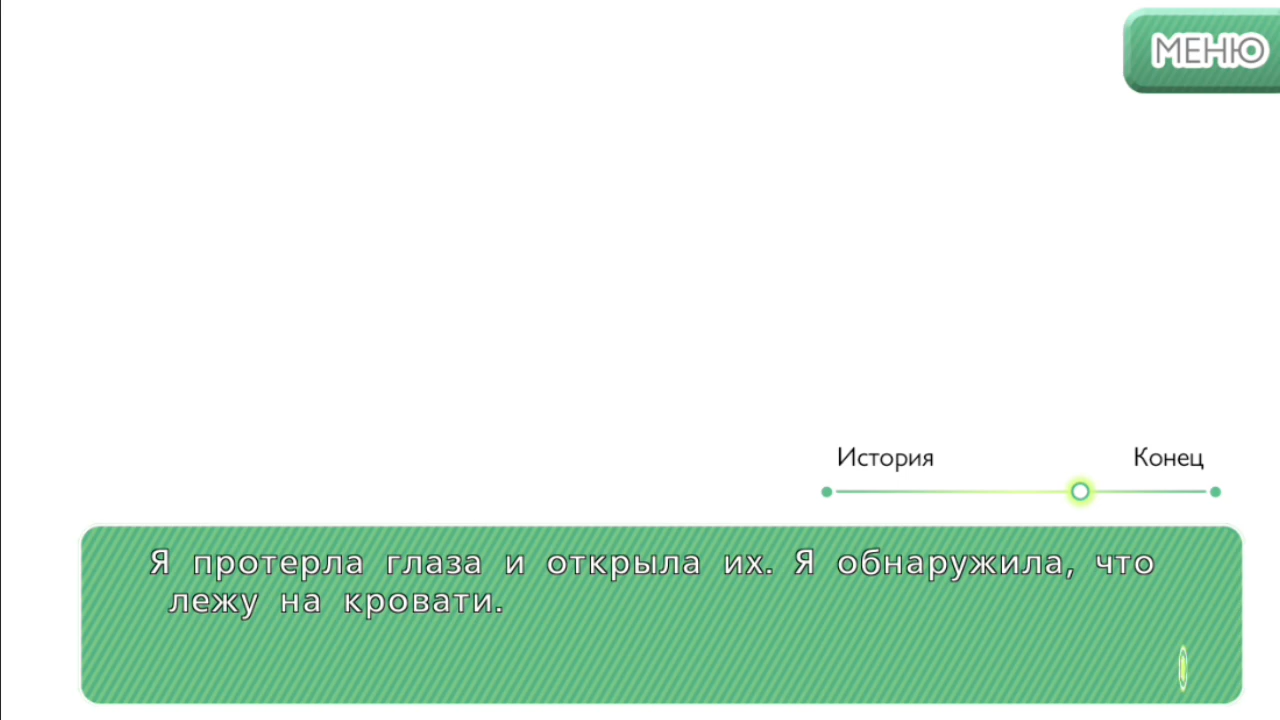 МЕНЮ
История
Конец
Я протерла глаза и открыла их. Я обнаружила, что
лежу на кровати.